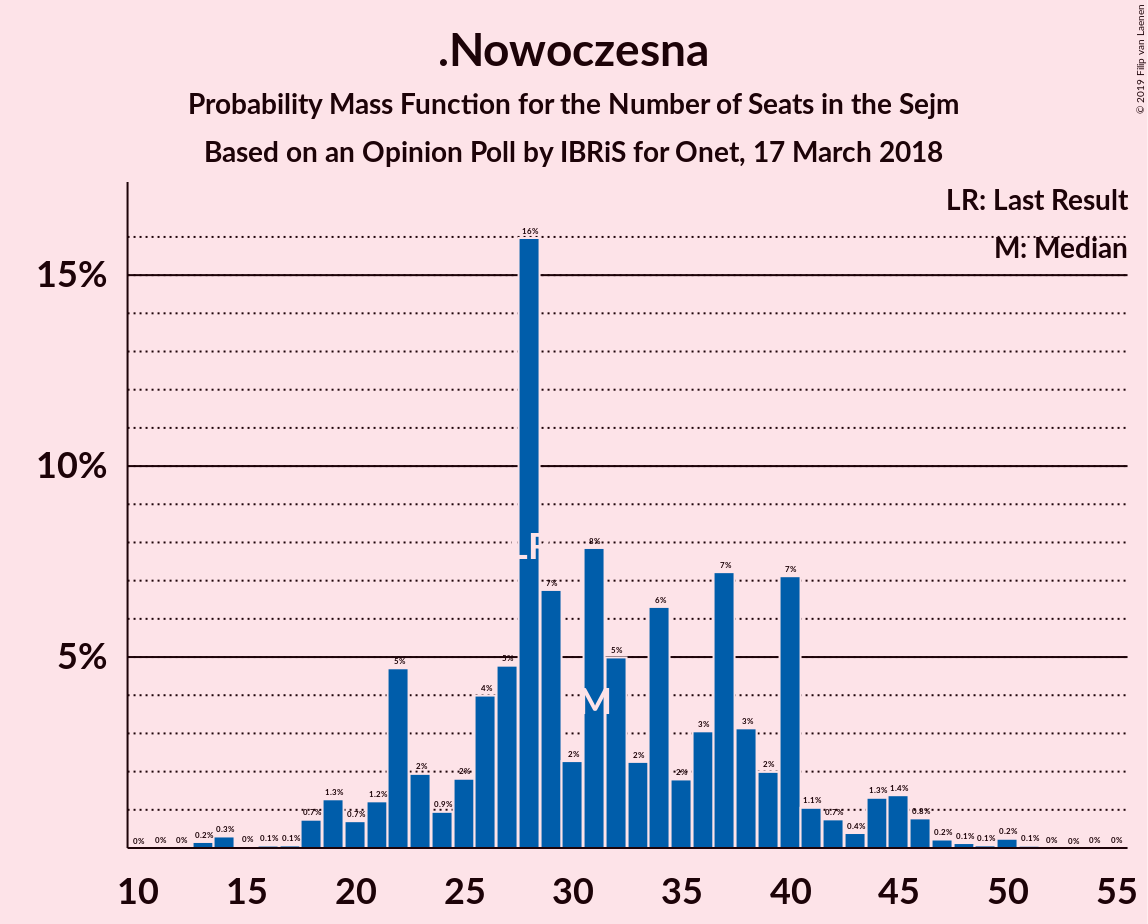 .Nowoczesna
Probability Mass Function for the Number of Seats in the Sejm
Based on an Opinion Poll by IBRiS for Onet, 17 March 2018
© 2019 Filip van Laenen
LR: Last Result
M: Median
15%
10%
5%
0% 0% 0% 0.2% 0.3% 0% 0.1% 0.1% 0.7% 1.3% 0.7% 1.2% 5% 2% 0.9% 2% 4% 5% 16% 7% 2% 8% 5% 2% 6% 2% 3% 7% 3% 2% 7% 1.1% 0.7% 0.4% 1.3% 1.4% 0.8% 0.2% 0.1% 0.1% 0.2% 0.1% 0% 0% 0% 0%
LR
M
10 15 20 25 30 35 40 45 50 55